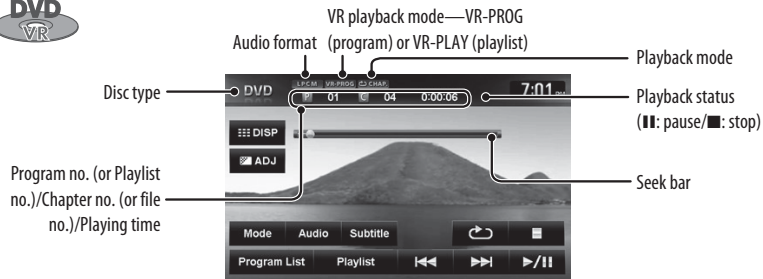 DVD
VR
VR playback mode—VR-PROG
Audio format (program) or VR-PLAY (playlist)
Playback mode
Disc type
DVD
LPCM VR-PROG CHAP.
P 01 C 04 0:00:06
7:01 PM
Playback status
(⏸: pause/■: stop)
DISP
ADJ
Program no. (or Playlist
no.)/Chapter no. (or file
no.)/Playing time
Seek bar
Mode Audio Subtitle
Program List Playlist